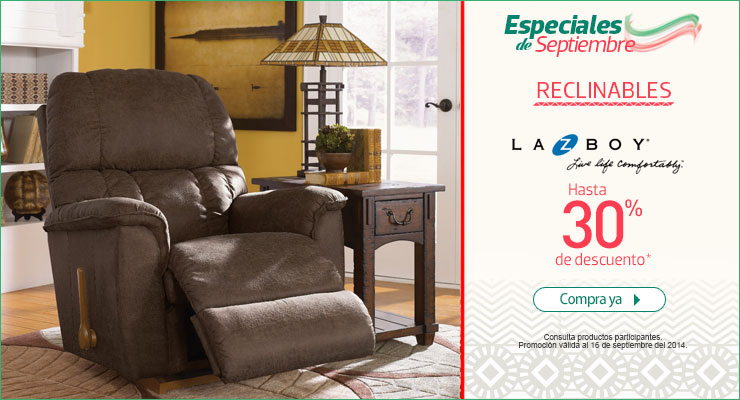 Especiales
de Septiembre
RECLINABLES
LA Z BOY®
Live life comfortably.
Hasta
30%
de descuento*
Compra ya
Consulta productos participantes.
Promoción válida al 16 de septiembre del 2014.